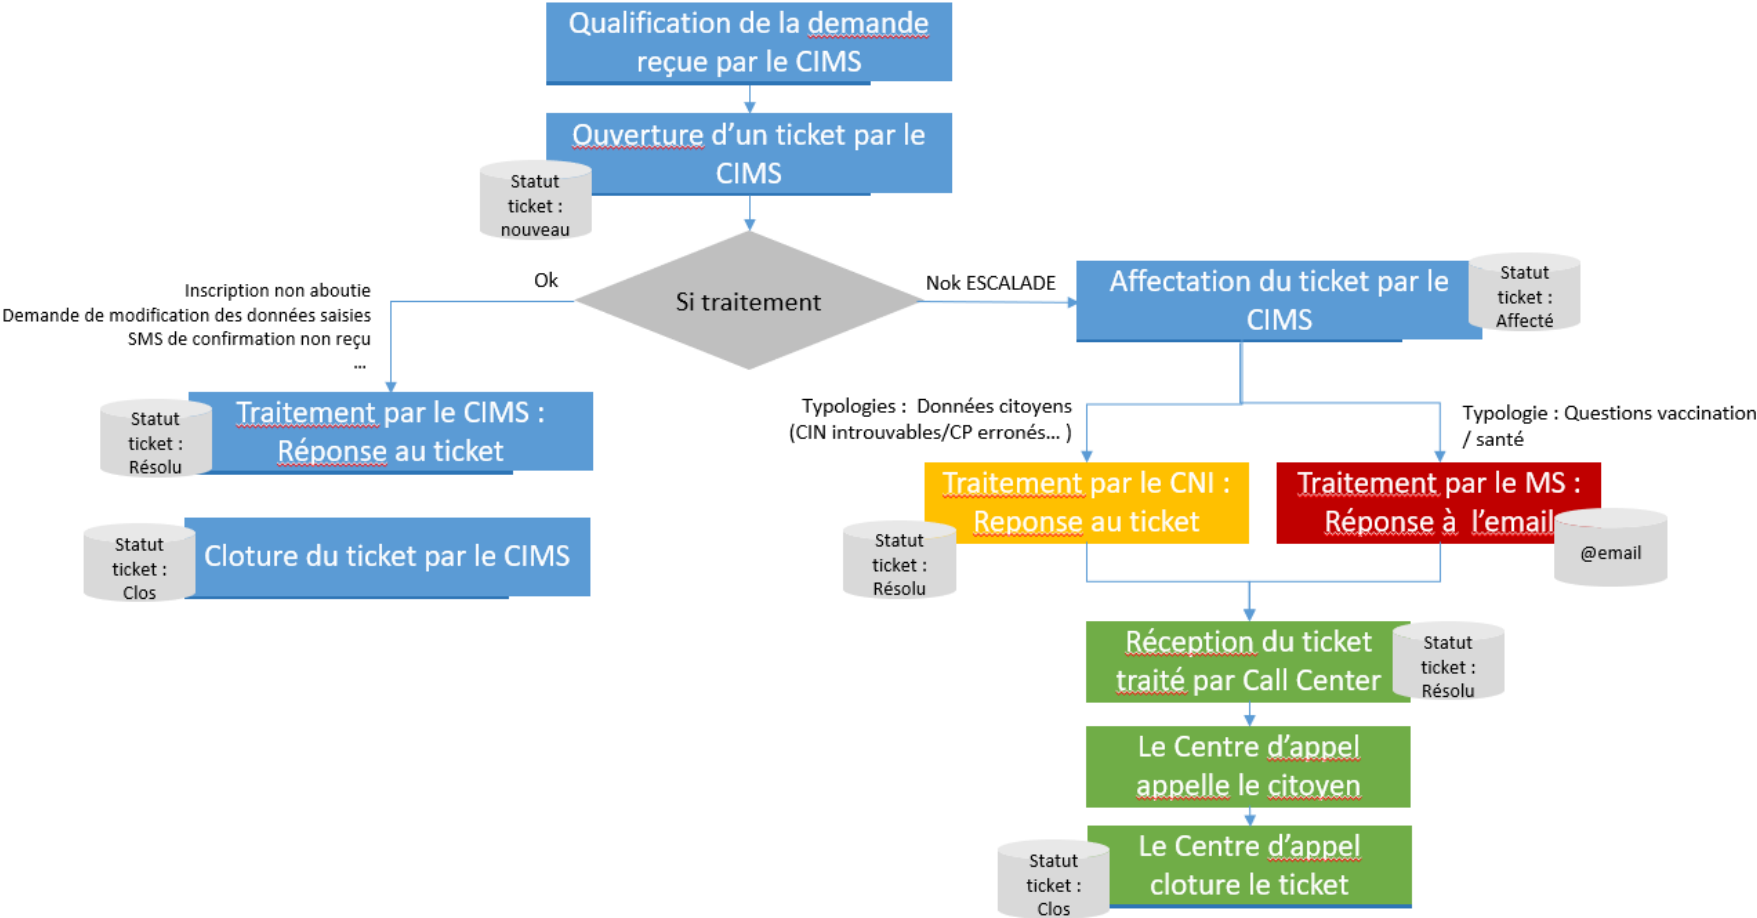 Qualification de la demande
reçue par le CIMS
Ouverture d’un ticket par le
CIMS
Statut
ticket :
nouveau
Si traitement
Ok
Inscription non aboutie
Demande de modification des données saisies
SMS de confirmation non reçu
...
Traitement par le CIMS :
Réponse au ticket
Statut
ticket :
Résolu
Cloture du ticket par le CIMS
Statut
ticket :
Clos
Nok ESCALADE
Affectation du ticket par le
CIMS
Statut
ticket :
Affecté
Typologies :  Données citoyens
(CIN introuvables/CP erronés... )
Typologie : Questions vaccination
/ santé
Traitement par le CNI :
Reponse au ticket
Statut
ticket :
Résolu
Traitement par le MS :
Réponse à  l’email
@email
Réception du ticket
traité par Call Center
Statut
ticket :
Résolu
Le Centre d’appel
appelle le citoyen
Le Centre d’appel
cloture le ticket
Statut
ticket :
Clos